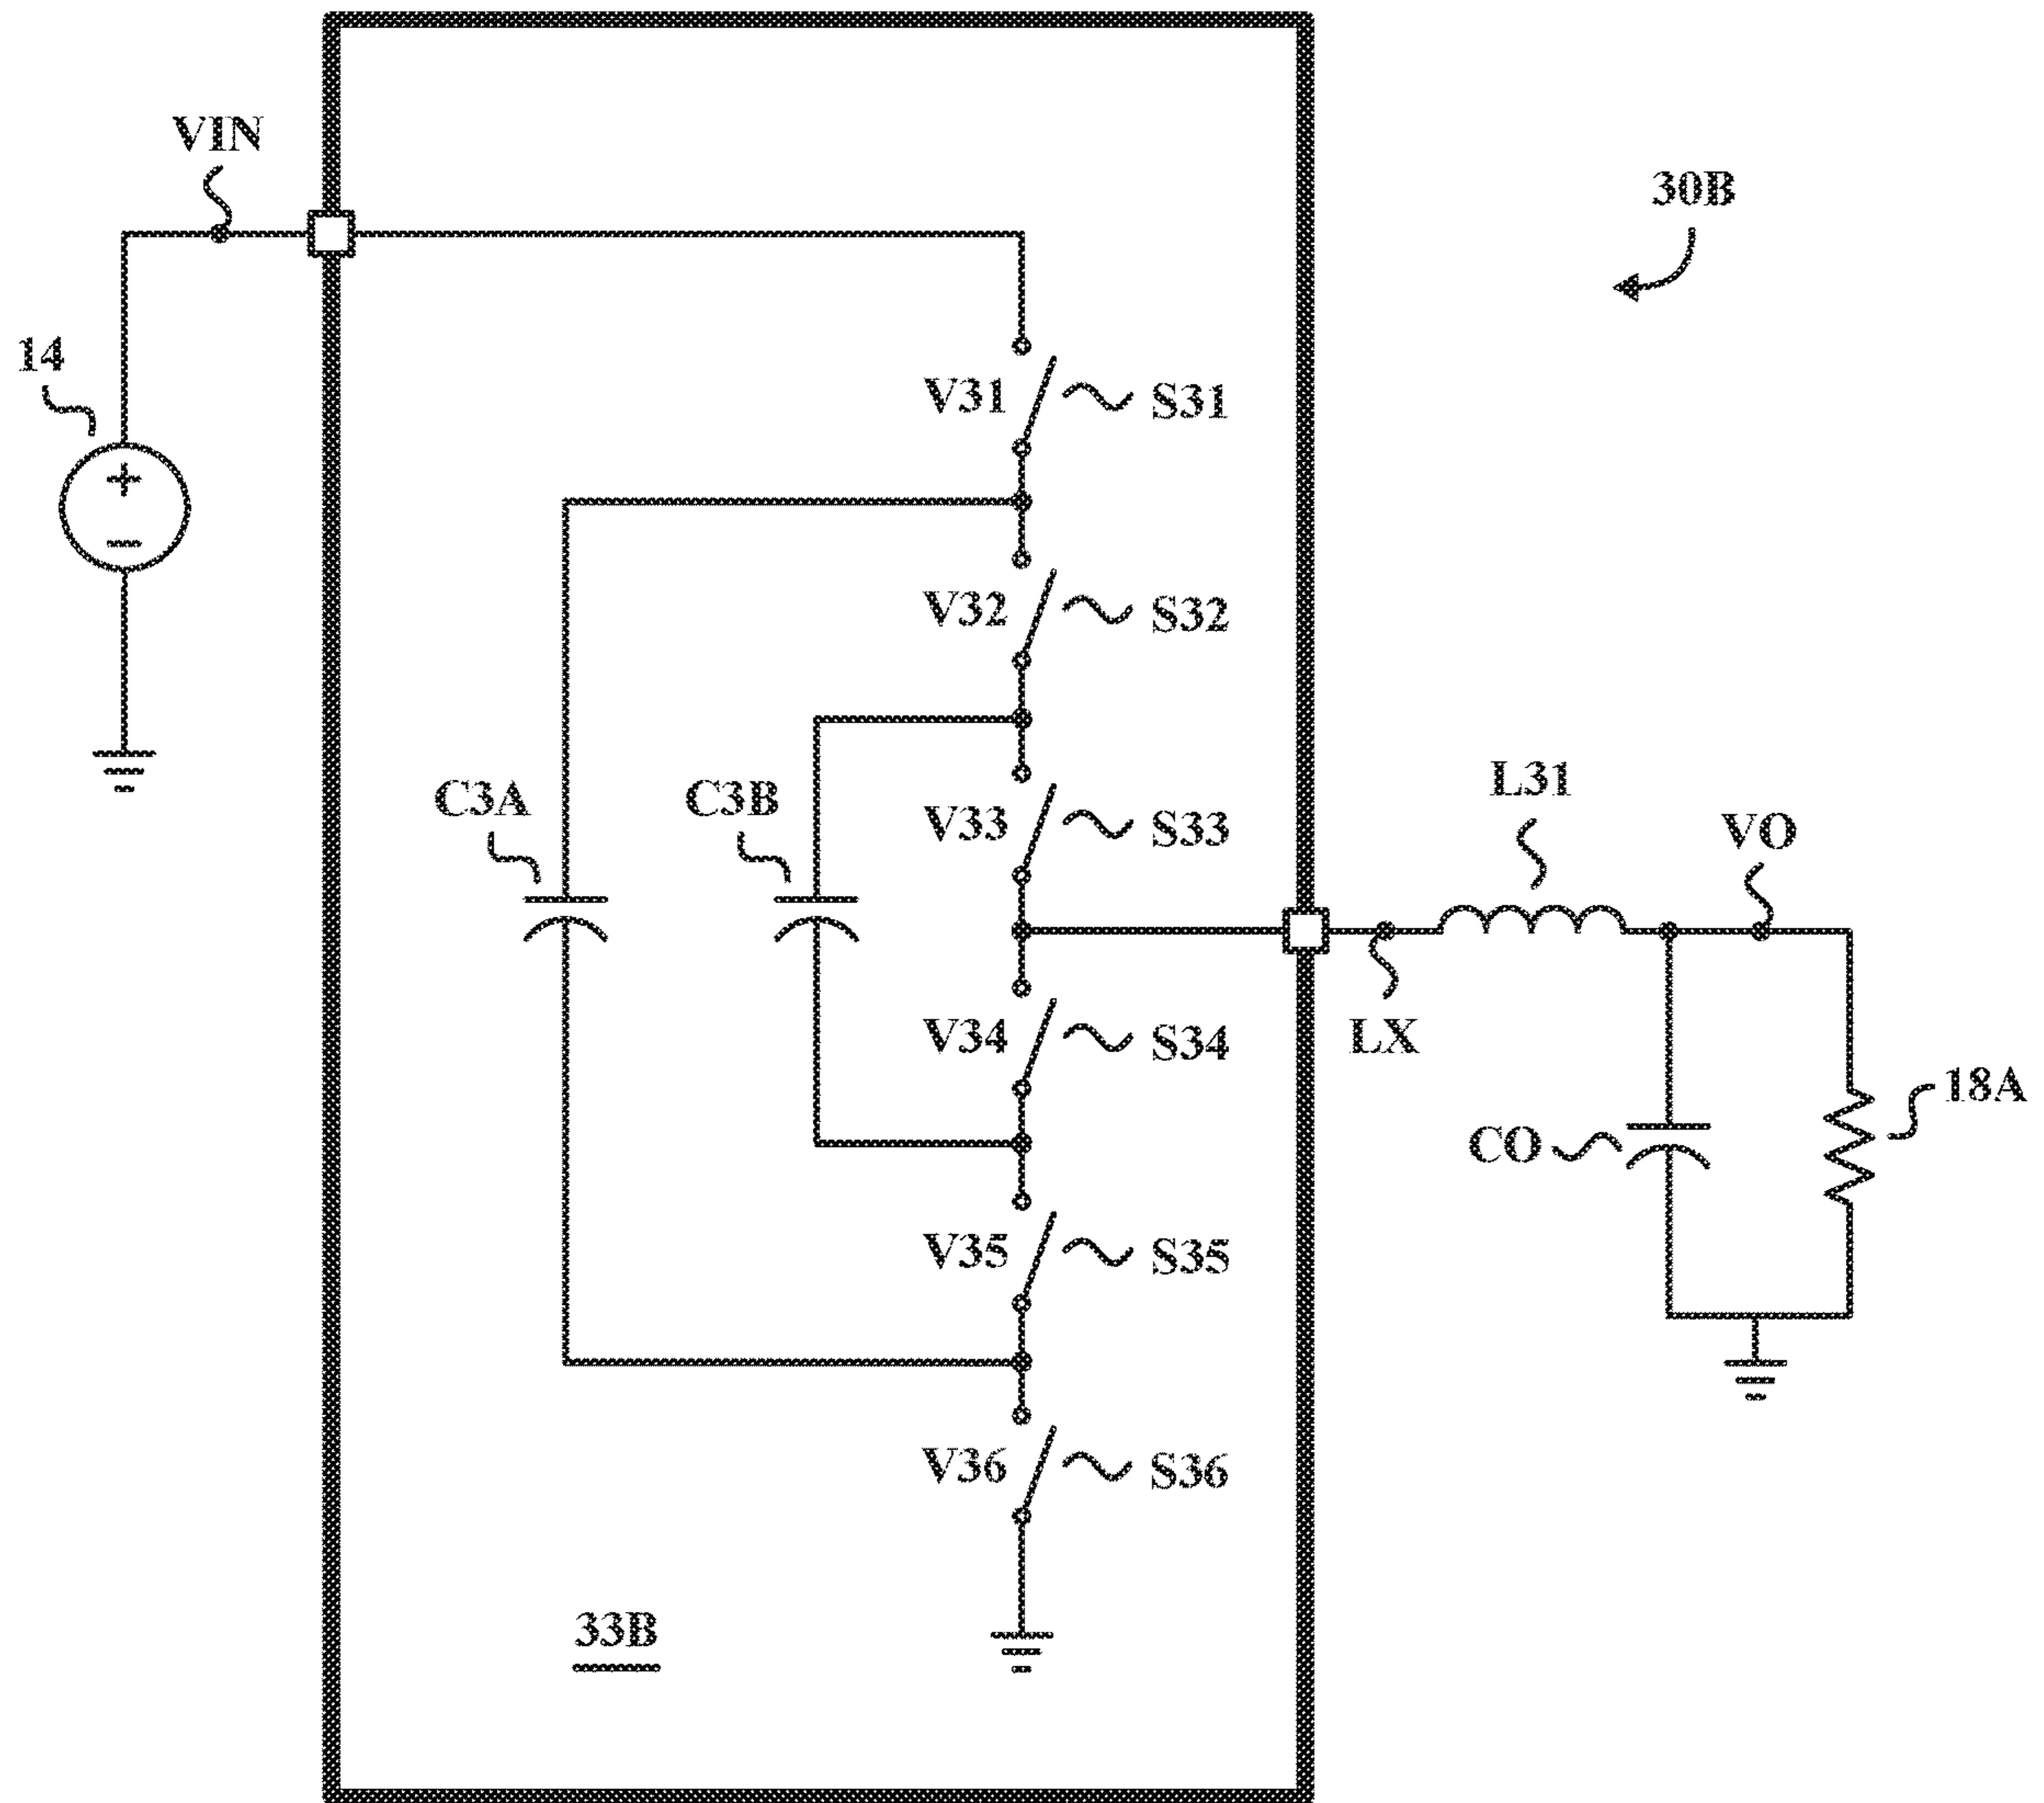 VIN
30B
14
+
−
V31 S31
V32 S32
C3A C3B
V33 S33
L31
VO
LX
V34 S34
CO
18A
V35 S35
V36 S36
33B